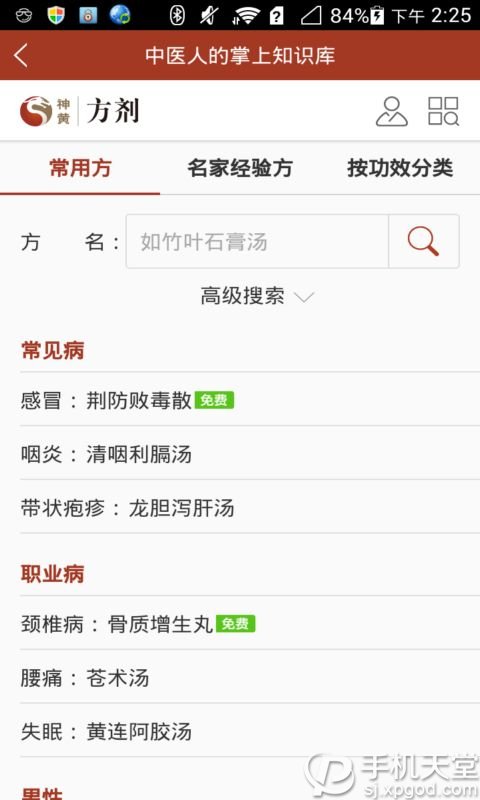 84% 下午 2:25
中医人的掌上知识库
神黄 方剂
常用方 名家经验方 按功效分类
方 名：如竹叶石膏汤
高级搜索
常见病
感冒：荆防败毒散 免费
咽炎：清咽利膈汤
带状疱疹：龙胆泻肝汤
职业病
颈椎病：骨质增生丸 免费
腰痛：苍术汤
失眠：黄连阿胶汤
男性
手机天堂
sj.xpgod.com